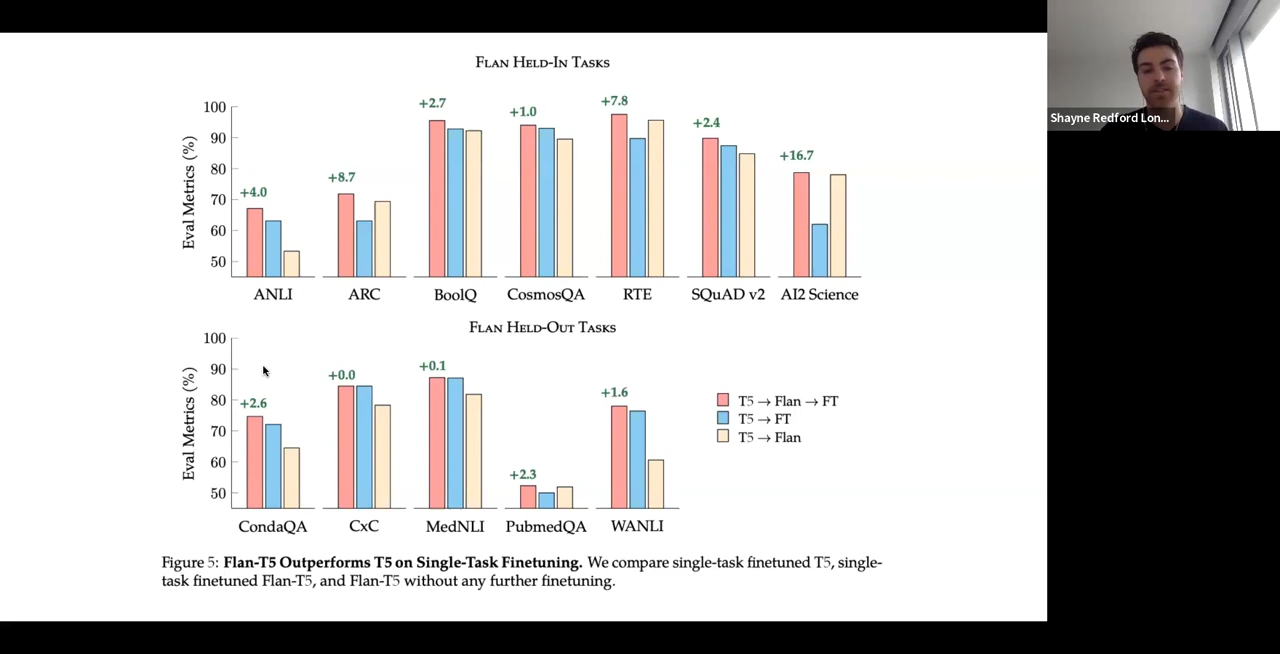 FLAN HELD-IN TASKS
Eval Metrics (%)
100
90
80
70
60
50
+4.0
+8.7
+2.7
+1.0
+7.8
+2.4
+16.7
ANLI
ARC
BoolQ
CosmosQA
RTE
SQuAD v2
AI2 Science
FLAN HELD-OUT TASKS
Eval Metrics (%)
100
90
80
70
60
50
+2.6
+0.0
+0.1
+2.3
+1.6
CondaQA
CxC
MedNLI
PubmedQA
WANLI
T5 → Flan → FT
T5 → FT
T5 → Flan
Figure 5: Flan-T5 Outperforms T5 on Single-Task Finetuning. We compare single-task finetuned T5, single-
task finetuned Flan-T5, and Flan-T5 without any further finetuning.
Shayne Redford Lon...